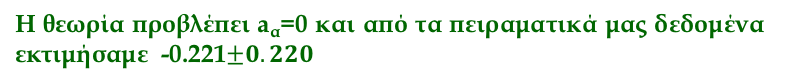 Η θεωρία προβλέπει aα=0 και από τα πειραματικά μας δεδομένα
εκτιμήσαμε -0.221±0.220